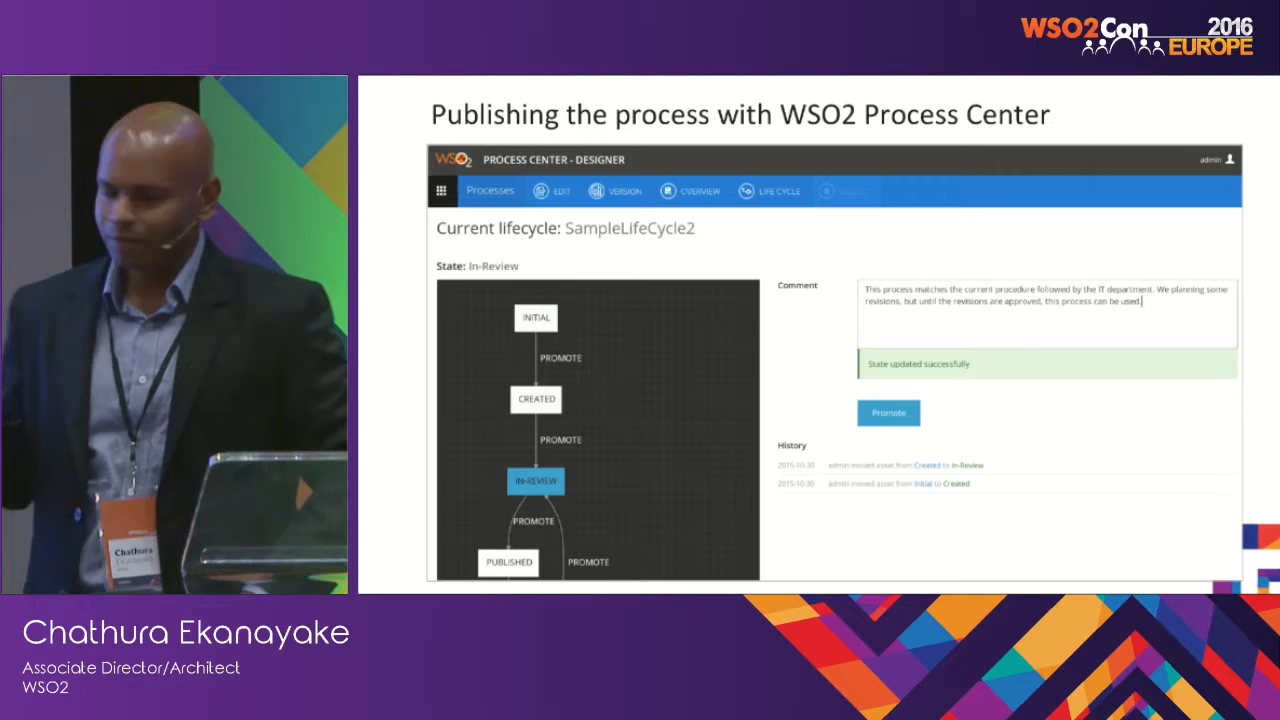 WSO2Con 2016
EUROPE
Publishing the process with WSO2 Process Center
WSO2 PROCESS CENTER - DESIGNER
admin
Processes EDIT VERSION OVERVIEW LIFE CYCLE
Current lifecycle: SampleLifeCycle2
State: In-Review
INITIAL
PROMOTE
CREATED
PROMOTE
IN-REVIEW
PROMOTE
PUBLISHED
PROMOTE
Comment
This process matches the current procedure followed by the IT department. We planning some
revisions, but until the revisions are approved, this process can be used.
State updated successfully
Promote
History
2015-10-30 admin moved asset from Created to In-Review
2015-10-30 admin moved asset from Initial to Created
Chathura
Ekanayake
Chathura Ekanayake
Associate Director/Architect
WSO2